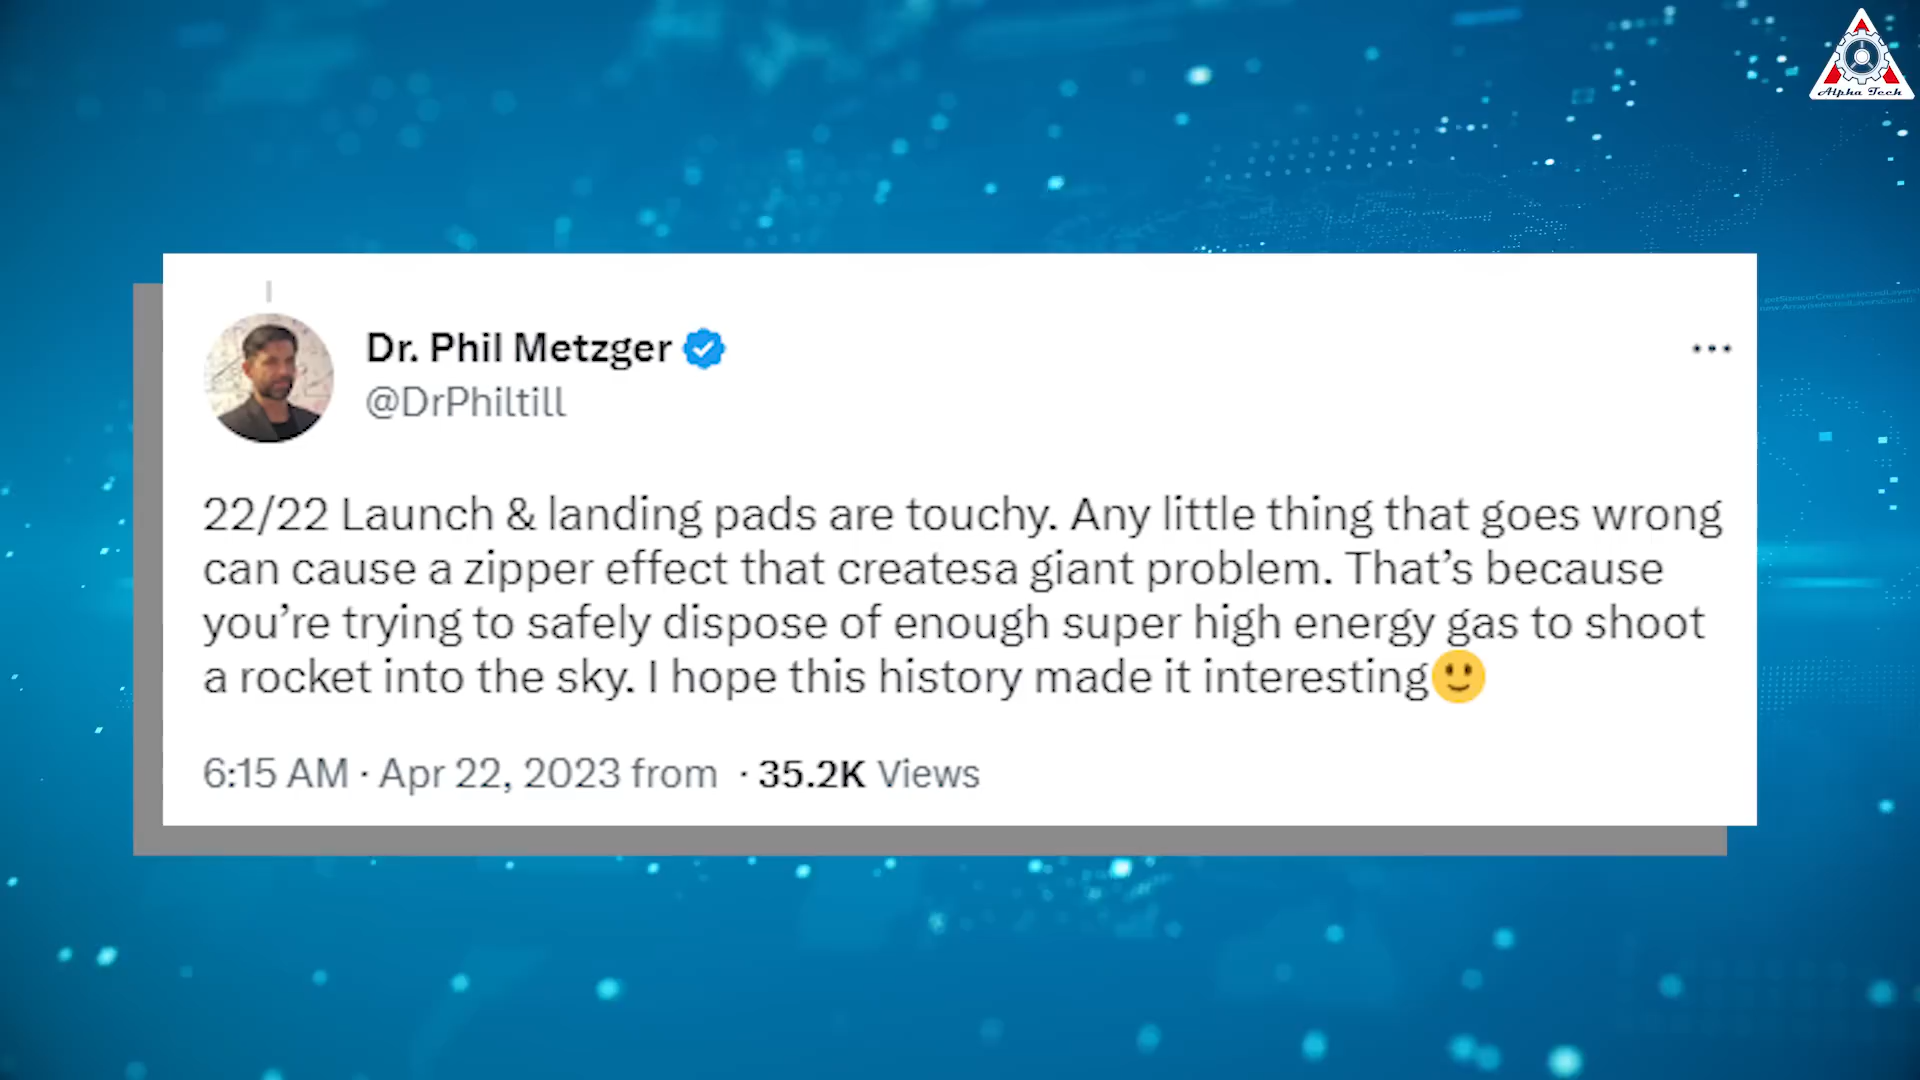 Alpha Tech
Dr. Phil Metzger
@DrPhiltill
22/22 Launch & landing pads are touchy. Any little thing that goes wrong
can cause a zipper effect that createsa giant problem. That’s because
you’re trying to safely dispose of enough super high energy gas to shoot
a rocket into the sky. I hope this history made it interesting🙂
6:15 AM · Apr 22, 2023 from · 35.2K Views